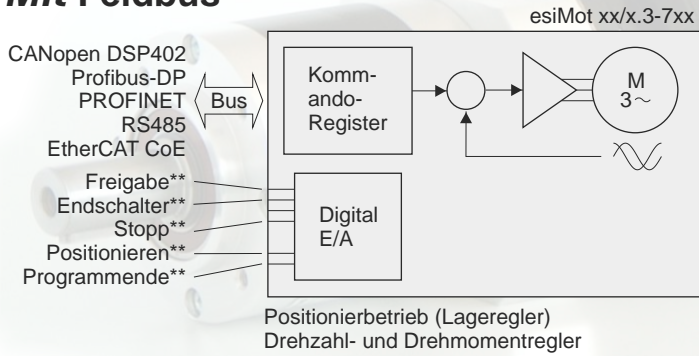 Mit Feldbus
esiMot xx/x.3-7xx
CANopen DSP402
Profibus-DP
PROFINET
RS485
EtherCAT CoE
Bus
Komm-
ando-
Register
M
3~
Freigabe**
Endschalter**
Stopp**
Positionieren**
Programmende**
Digital
E/A
Positionierbetrieb (Lageregler)
Drehzahl- und Drehmomentregler